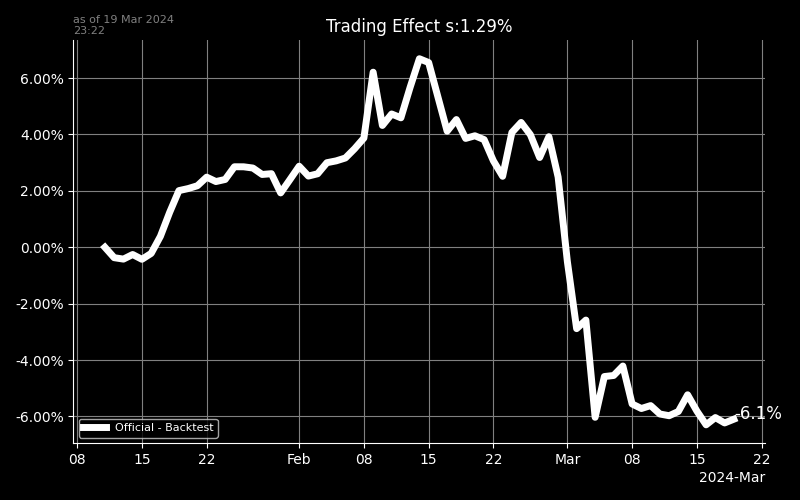 as of 19 Mar 2024
23:22
Trading Effect s:1.29%
6.00%
4.00%
2.00%
0.00%
-2.00%
-4.00%
-6.00%
-6.1%
Official - Backtest
08 15 22 Feb 08 15 22 Mar 08 15 22
2024-Mar